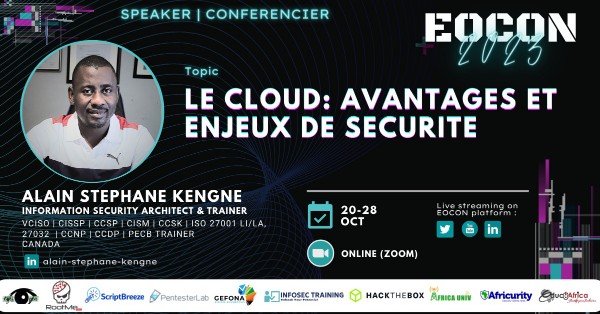 SPEAKER | CONFERENCIER
EOCON
2023
Topic
LE CLOUD: AVANTAGES ET
ENJEUX DE SECURITE
ALAIN STEPHANE KENGNE
INFORMATION SECURITY ARCHITECT & TRAINER
VCISO | CISSP | CCSP | CISM | CCSK | ISO 27001 LI/LA,
27032 | CCNP | CCDP | PECB TRAINER
CANADA
in alain-stephane-kengne
20-28
OCT
ONLINE (ZOOM)
Live streaming on
EOCON platform :
RootMe
ScriptBreeze
PentesterLab
GEFONA
INFOSEC TRAINING
HACKTHEBOX
AFRICA UNIV
Africurity